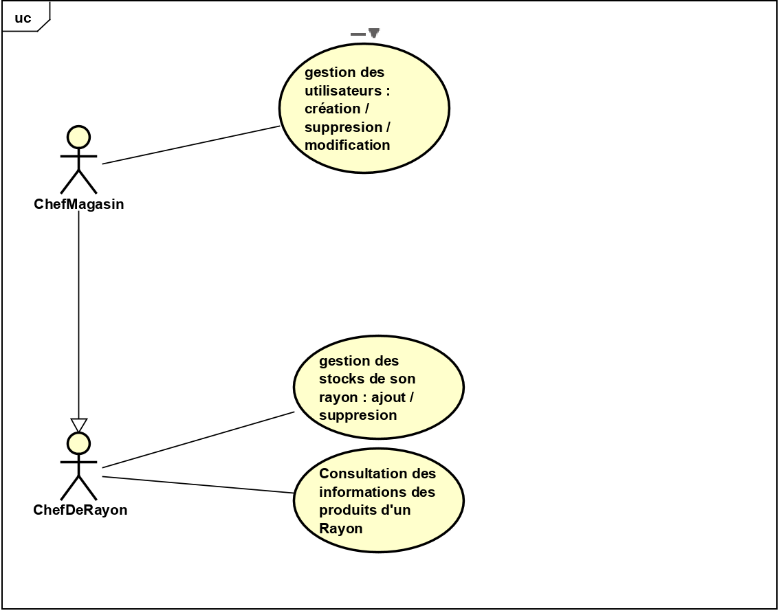 uc
gestion des
utilisateurs :
création /
suppresion /
modification
ChefMagasin
gestion des
stocks de son
rayon : ajout /
suppresion
Consultation des
informations des
produits d'un
Rayon
ChefDeRayon